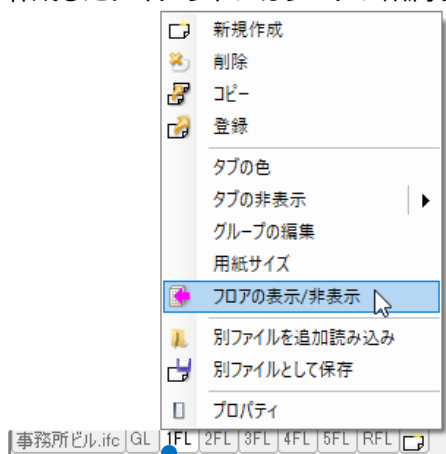 新規作成
削除
コピー
登録
タブの色
タブの非表示
グループの編集
用紙サイズ
フロアの表示/非表示
別ファイルを追加読み込み
別ファイルとして保存
プロパティ
事務所ビル.ifc GL 1FL 2FL 3FL 4FL 5FL RFL